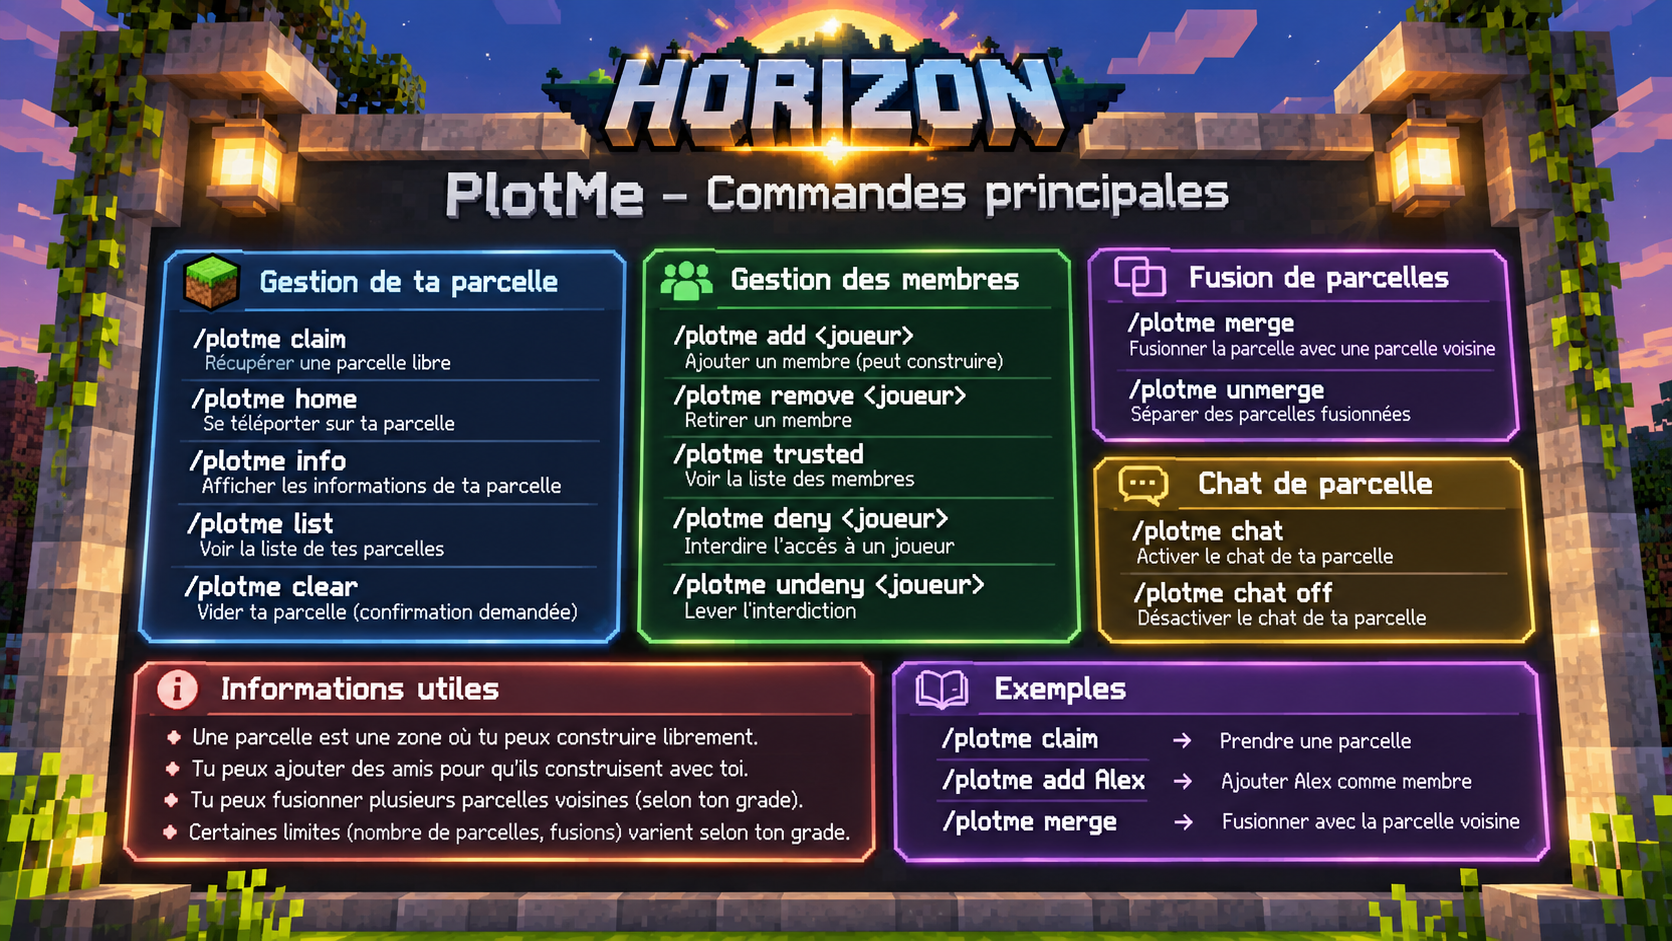 HORIZON
PlotMe – Commandes principales
Gestion de ta parcelle
/plotme claim
Récupérer une parcelle libre
/plotme home
Se téléporter sur ta parcelle
/plotme info
Afficher les informations de ta parcelle
/plotme list
Voir la liste de tes parcelles
/plotme clear
Vider ta parcelle (confirmation demandée)
Gestion des membres
/plotme add <joueur>
Ajouter un membre (peut construire)
/plotme remove <joueur>
Retirer un membre
/plotme trusted
Voir la liste des membres
/plotme deny <joueur>
Interdire l'accés à un joueur
/plotme undeny <joueur>
Lever l'interdiction
Fusion de parcelles
/plotme merge
Fusionner la parcelle avec une parcelle voisine
/plotme unmerge
Séparer des parcelles fusionnées
Chat de parcelle
/plotme chat
Activer le chat de ta parcelle
/plotme chat off
Désactiver le chat de ta parcelle
Informations utiles
Une parcelle est une zone où tu peux construire librement.
Tu peux ajouter des amis pour qu'ils construisent avec toi.
Tu peux fusionner plusieurs parcelles voisines (selon ton grade).
Certaines limites (nombre de parcelles, fusions) varient selon ton grade.
Exemples
/plotme claim → Prendre une parcelle
/plotme add Alex → Ajouter Alex comme membre
/plotme merge → Fusionner avec la parcelle voisine